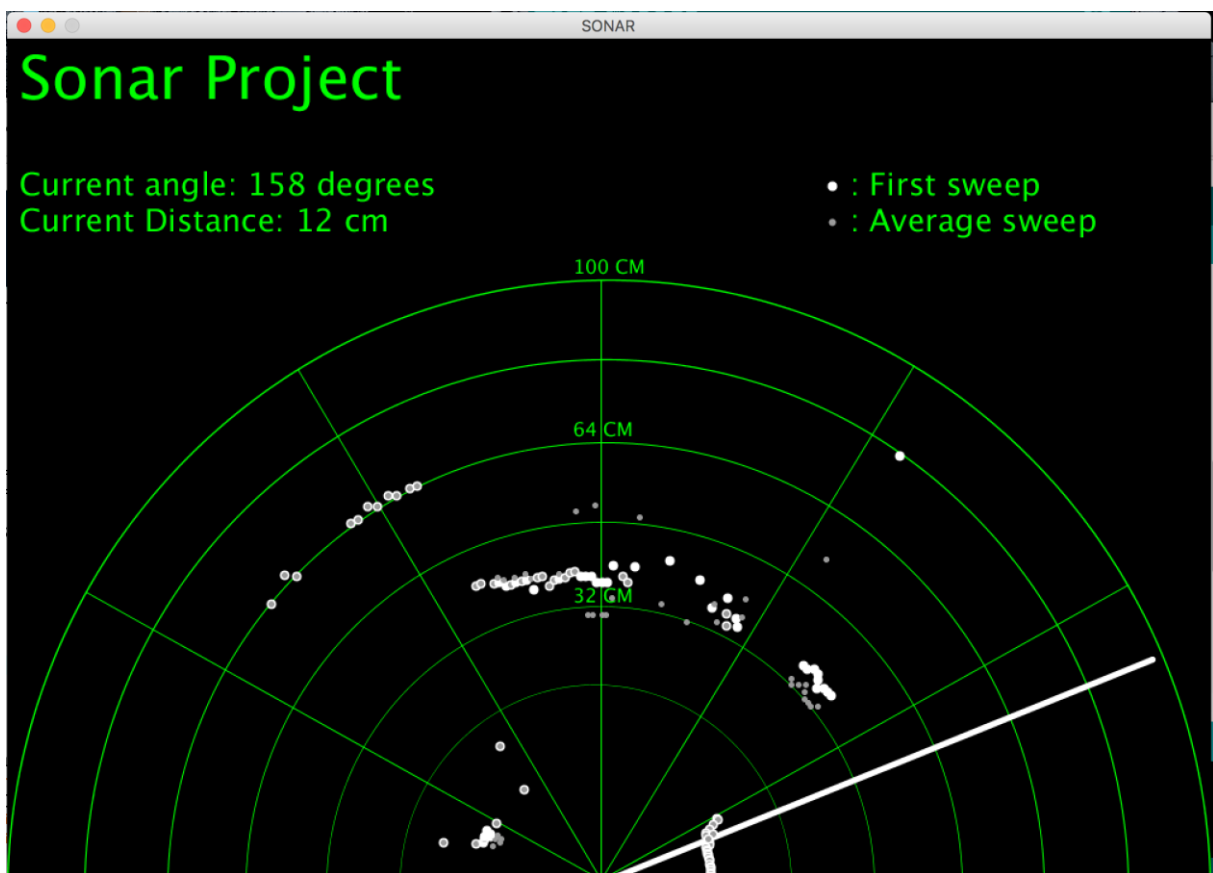 SONAR
Sonar Project
Current angle: 158 degrees
Current Distance: 12 cm
: First sweep
: Average sweep
100 CM
64 CM
32 CM